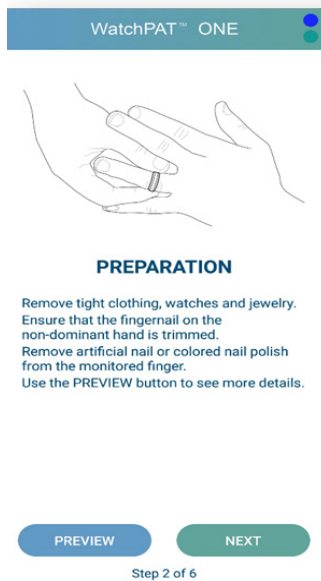 WatchPAT™ ONE
PREPARATION
Remove tight clothing, watches and jewelry.
Ensure that the fingernail on the
non-dominant hand is trimmed.
Remove artificial nail or colored nail polish
from the monitored finger.
Use the PREVIEW button to see more details.
PREVIEW
NEXT
Step 2 of 6